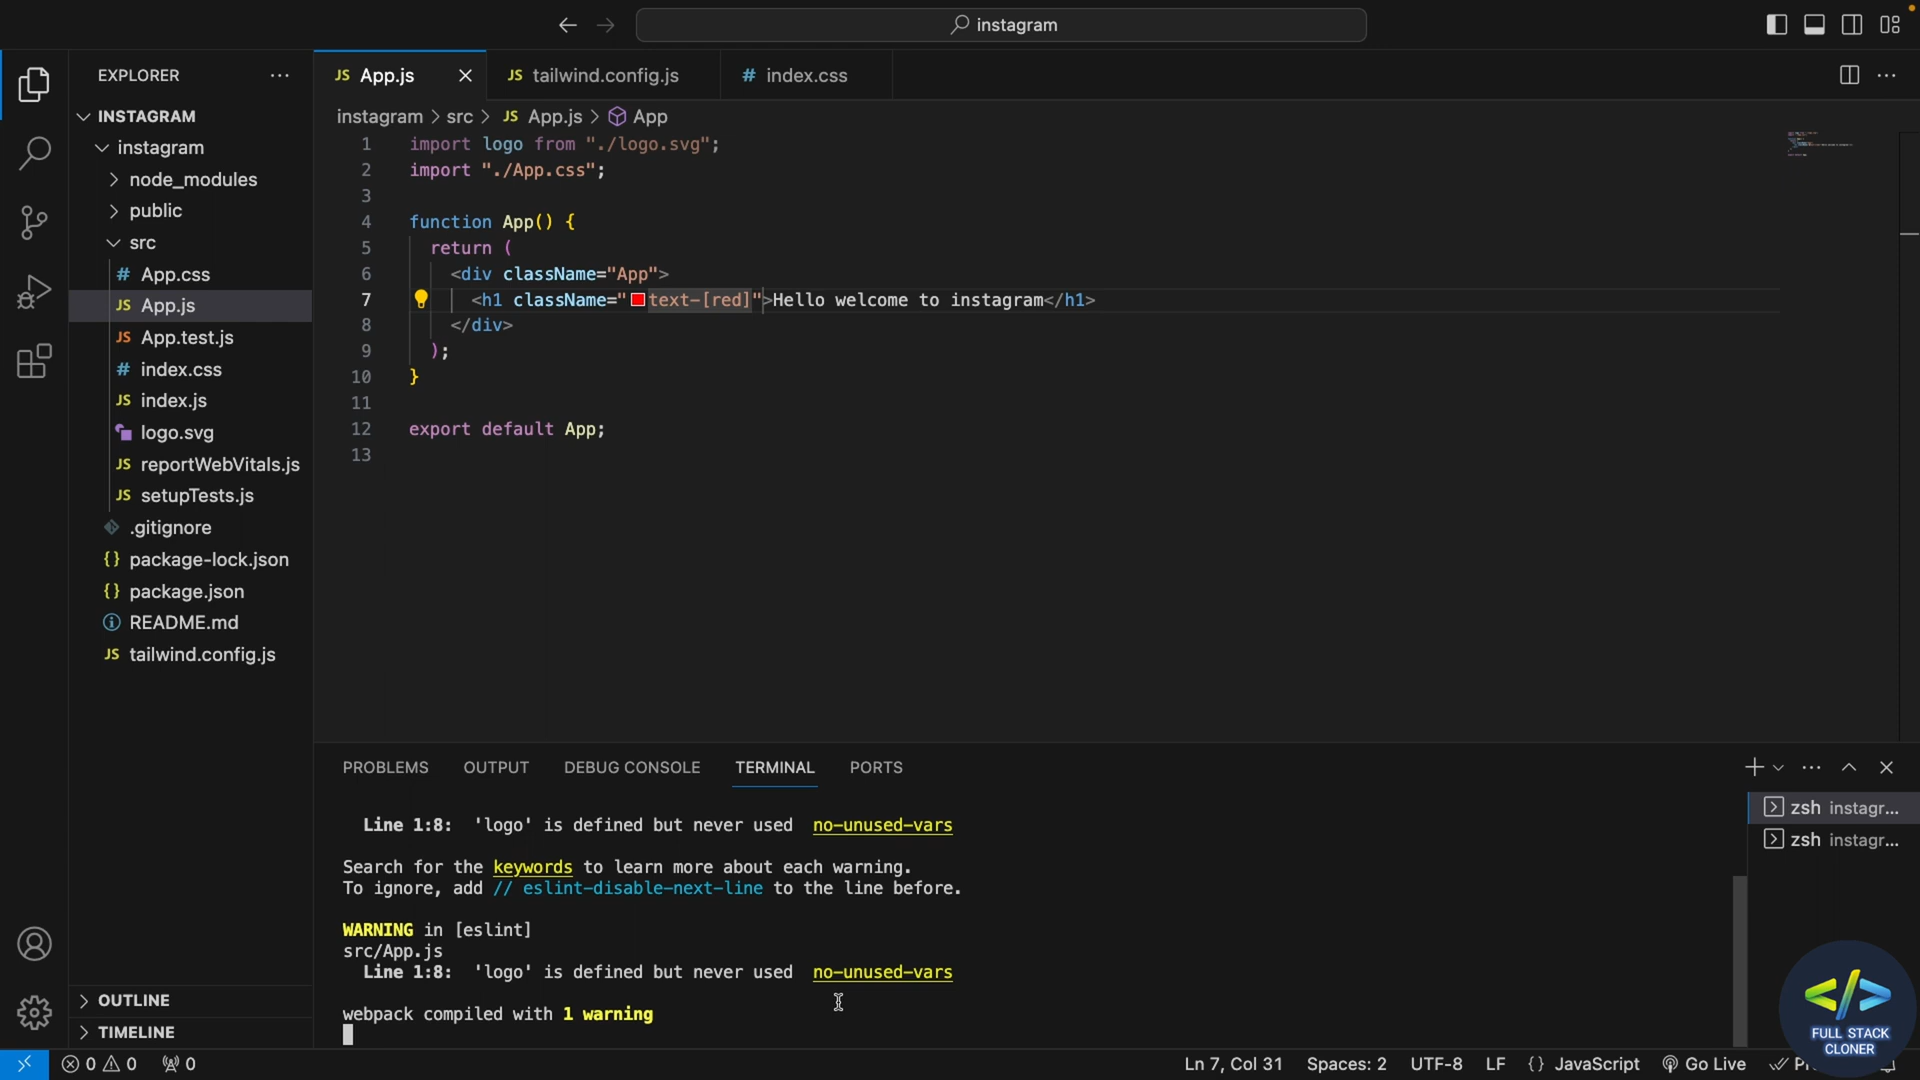 instagram
EXPLORER
INSTAGRAM
instagram
node_modules
public
src
App.css
App.js
App.test.js
index.css
index.js
logo.svg
reportWebVitals.js
setupTests.js
.gitignore
package-lock.json
package.json
README.md
tailwind.config.js
OUTLINE
TIMELINE
JS App.js
JS tailwind.config.js
# index.css
instagram > src > JS App.js > App
1 import logo from "./logo.svg";
2 import "./App.css";
3
4 function App() {
5 return (
6 <div className="App">
7 <h1 className="text-[red]">Hello welcome to instagram</h1>
8 </div>
9 );
10 }
11
12 export default App;
13
PROBLEMS OUTPUT DEBUG CONSOLE TERMINAL PORTS
Line 1:8: 'logo' is defined but never used no-unused-vars
Search for the keywords to learn more about each warning.
To ignore, add // eslint-disable-next-line to the line before.
WARNING in [eslint]
src/App.js
Line 1:8: 'logo' is defined but never used no-unused-vars
webpack compiled with 1 warning
zsh instagr...
zsh instagr...
FULL STACK
CLONER
0 0 0 Ln 7, Col 31 Spaces: 2 UTF-8 LF {} JavaScript Go Live